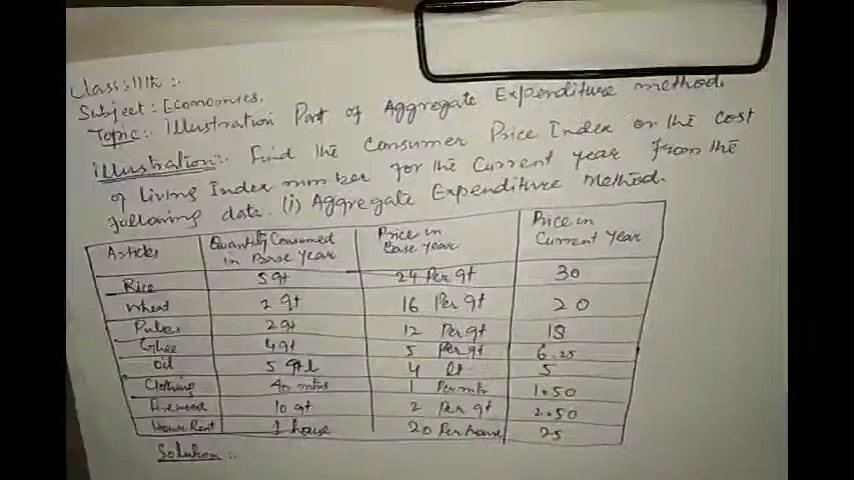 Class: 11th :.
Subject : Economics.
Topic :. Illustration Part of Aggregate Expenditure method.
Illustration:. Find the Consumer Price Index or the cost
of living Index number for the Current year from the
following data. (i) Aggregate Expenditure Method.
Articles Quantity Consumed in Base Year Price in Base Year Price in Current Year
Rice 5 qt 24 Per qt 30
Wheat 2 qt 16 Per qt 20
Pulses 2 qt 12 Per qt 18
Ghee 4 qt 5 Per qt 6.25
Oil 5 4 lt 5
Clothing 40 mtrs 1 Per mtr 1.50
Firewood 10 qt 2 Per qt 2.50
House Rent 1 house 20 Per house 25
Solution :.